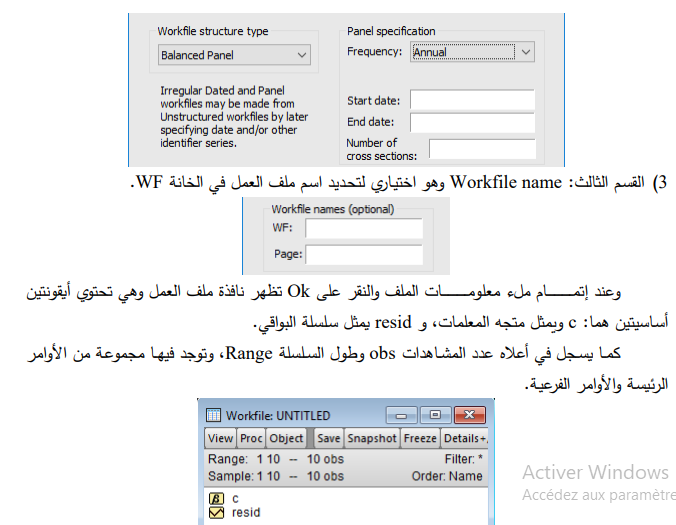 Workfile structure type
Balanced Panel
Irregular Dated and Panel
workfiles may be made from
Unstructured workfiles by later
specifying date and/or other
identifier series.
Panel specification
Frequency: Annual
Start date:
End date:
Number of
cross sections:
3) القسم الثالث: Workfile name وهو اختياري لتحديد اسم ملف العمل في الخانة WF.
Workfile names (optional)
WF:
Page:
وعند إتمـــــام ملء معلومـــــات الملف والنقر على Ok تظهر نافذة ملف العمل وهي تحتوي أيقونتين
أساسيتين هما: c ويمثل متجه المعلمات، و resid يمثل سلسلة البواقي.
كما يسجل في أعلاه عدد المشاهدات obs وطول السلسلة Range، وتوجد فيها مجموعة من الأوامر
الرئيسة والأوامر الفرعية.
Workfile: UNTITLED
View Proc Object Save Snapshot Freeze Details+/
Range: 1 10 -- 10 obs Filter: *
Sample: 1 10 -- 10 obs Order: Name
β c
resid
Activer Windows
Accédez aux paramètre